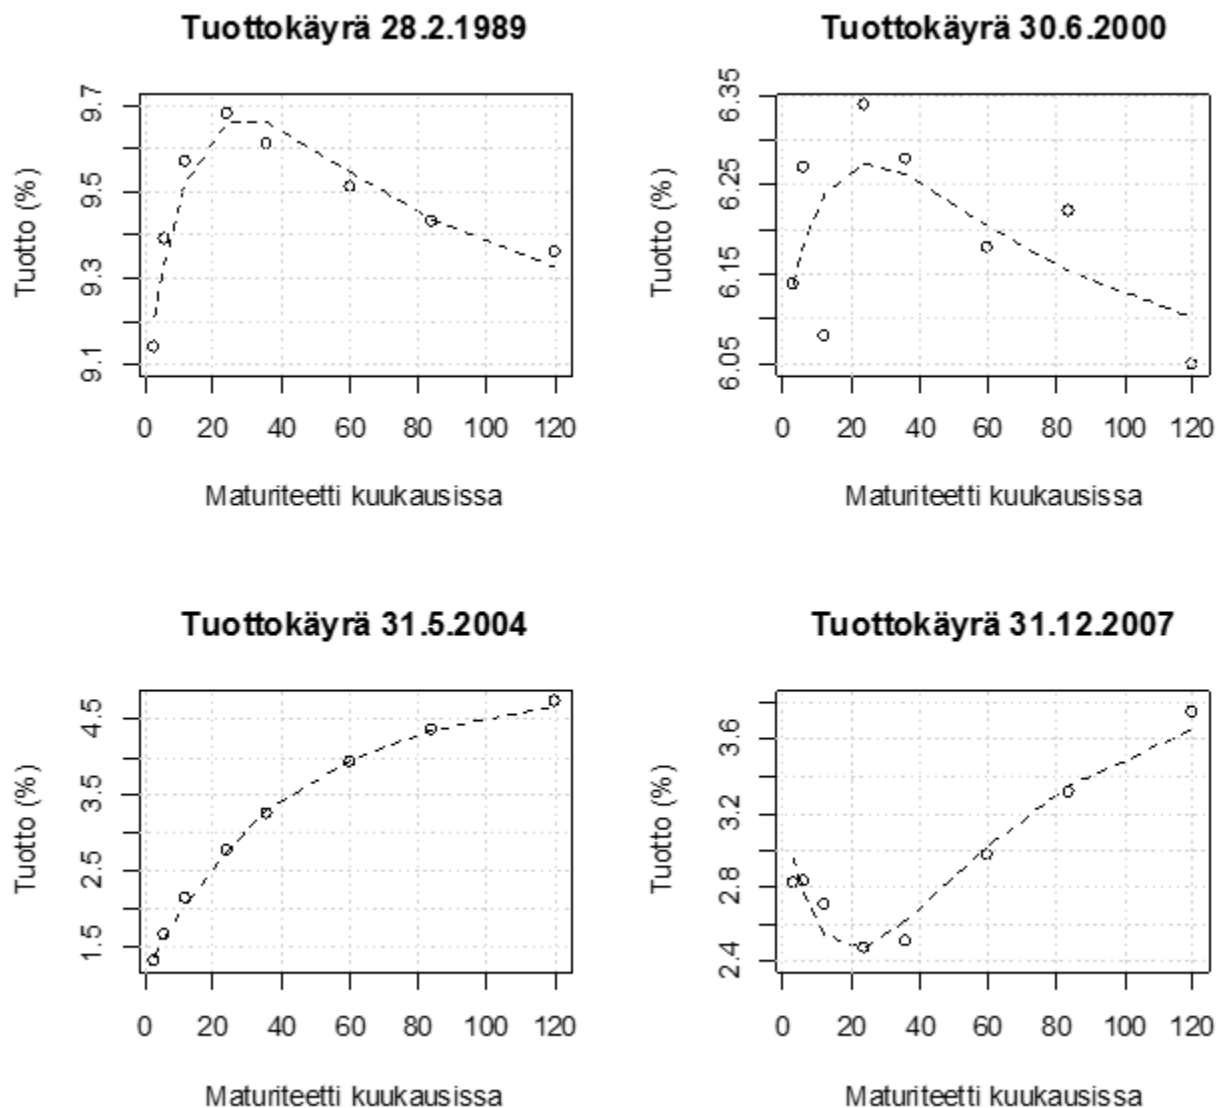 Tuottokäyrä 28.2.1989
Tuotto (%)
9.7
9.5
9.3
9.1
0 20 40 60 80 100 120
Maturiteetti kuukausissa
Tuottokäyrä 30.6.2000
Tuotto (%)
6.35
6.25
6.15
6.05
0 20 40 60 80 100 120
Maturiteetti kuukausissa
Tuottokäyrä 31.5.2004
Tuotto (%)
4.5
3.5
2.5
1.5
0 20 40 60 80 100 120
Maturiteetti kuukausissa
Tuottokäyrä 31.12.2007
Tuotto (%)
3.6
3.2
2.8
2.4
0 20 40 60 80 100 120
Maturiteetti kuukausissa